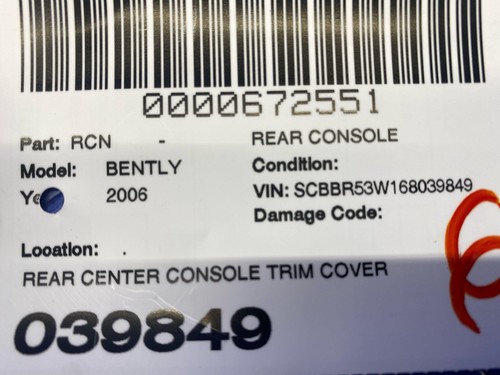 0000672551
Part: RCN - REAR CONSOLE
Model: BENTLY Condition:
2006 VIN: SCBBR53W168039849
Damage Code:
Location: .
REAR CENTER CONSOLE TRIM COVER
039849